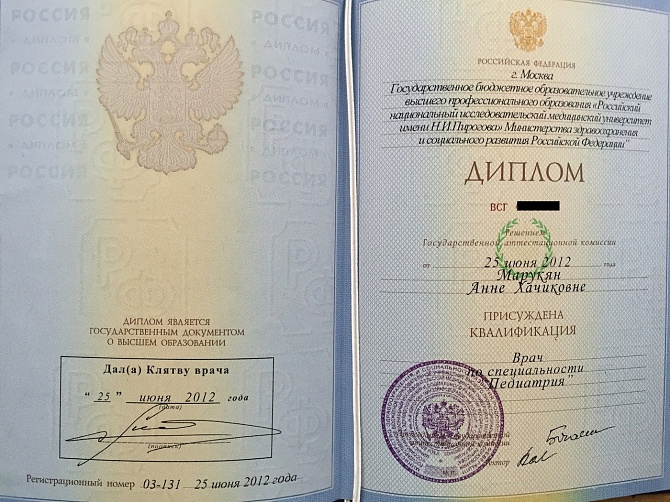 РОССИЯ
ДИПЛОМ
РОССИЯ
ДИПЛОМ ЯВЛЯЕТСЯ
ГОСУДАРСТВЕННЫМ ДОКУМЕНТОМ
О ВЫСШЕМ ОБРАЗОВАНИИ
Дал(а) Клятву врача
“ 25 ” июня 2012 года
(дата)
(подпись)
Регистрационный номер 03-131 25 июня 2012 года
РОССИЙСКАЯ ФЕДЕРАЦИЯ
г. Москва
Государственное бюджетное образовательное учреждение
высшего профессионального образования «Российский
национальный исследовательский медицинский университет
имени Н.И.Пирогова» Министерства здравоохранения
и социального развития Российской Федерации"
ДИПЛОМ
ВСГ
Решением
Государственной аттестационной комиссии
от 25 июня 2012 года
Марукян
Анне Хачиковне
ПРИСУЖДЕНА
КВАЛИФИКАЦИЯ
Врач
по специальности
"Педиатрия"